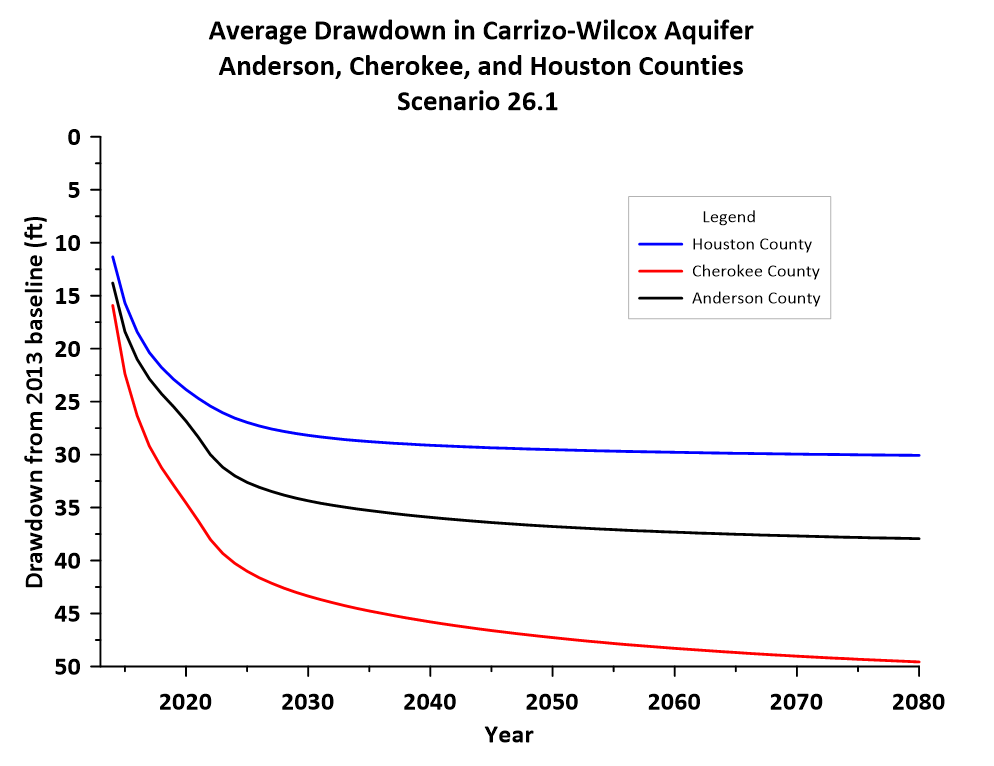 Average Drawdown in Carrizo-Wilcox Aquifer
Anderson, Cherokee, and Houston Counties
Scenario 26.1
Drawdown from 2013 baseline (ft)
0
5
10
15
20
25
30
35
40
45
50
Legend
Houston County
Cherokee County
Anderson County
2020 2030 2040 2050 2060 2070 2080
Year